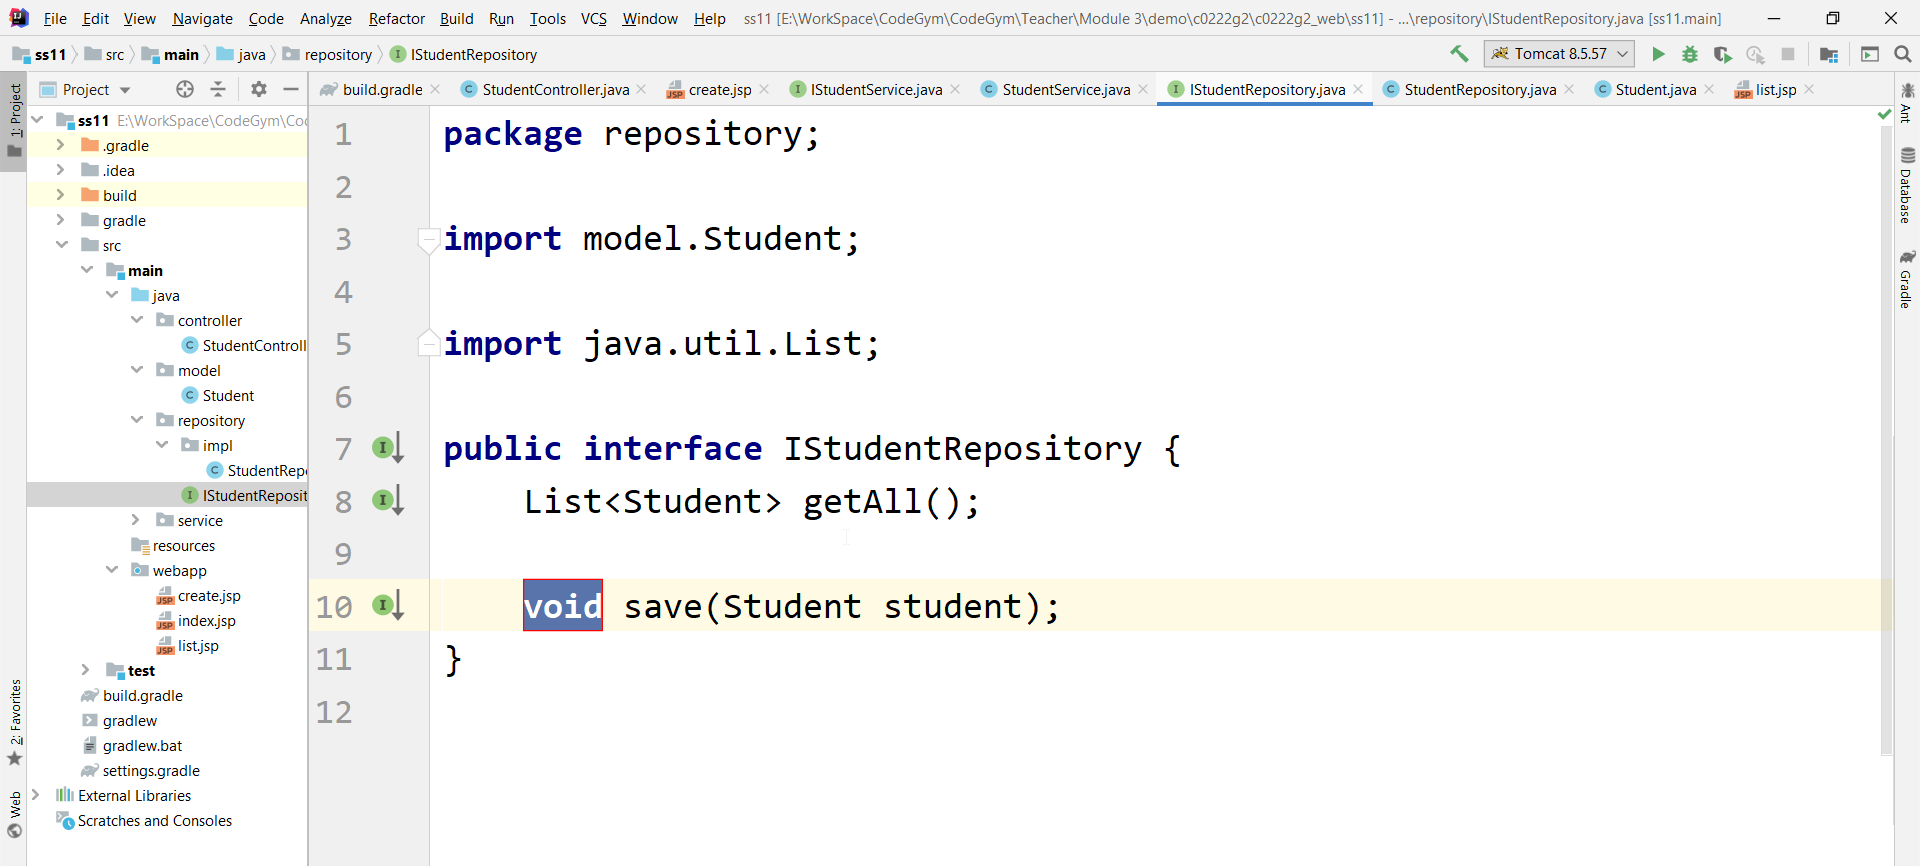 File Edit View Navigate Code Analyze Refactor Build Run Tools VCS Window Help ss11 [E:\WorkSpace\CodeGym\CodeGym\Teacher\Module 3\demo\c0222g2\c0222g2_web\ss11] - ...\repository\IStudentRepository.java [ss11.main]
ss11 src main java repository IStudentRepository Tomcat 8.5.57
Project build.gradle StudentController.java create.jsp IStudentService.java StudentService.java IStudentRepository.java StudentRepository.java Student.java list.jsp
1: Project
2: Favorites
Web
ss11 E:\WorkSpace\CodeGym\Coc
.gradle
.idea
build
gradle
src
main
java
controller
StudentControll
model
Student
repository
impl
StudentRep
IStudentReposit
service
resources
webapp
create.jsp
index.jsp
list.jsp
test
build.gradle
gradlew
gradlew.bat
settings.gradle
External Libraries
Scratches and Consoles
1 package repository;
2
3 import model.Student;
4
5 import java.util.List;
6
7 public interface IStudentRepository {
8 List<Student> getAll();
9
10 void save(Student student);
11 }
12
Ant
Database
Gradle